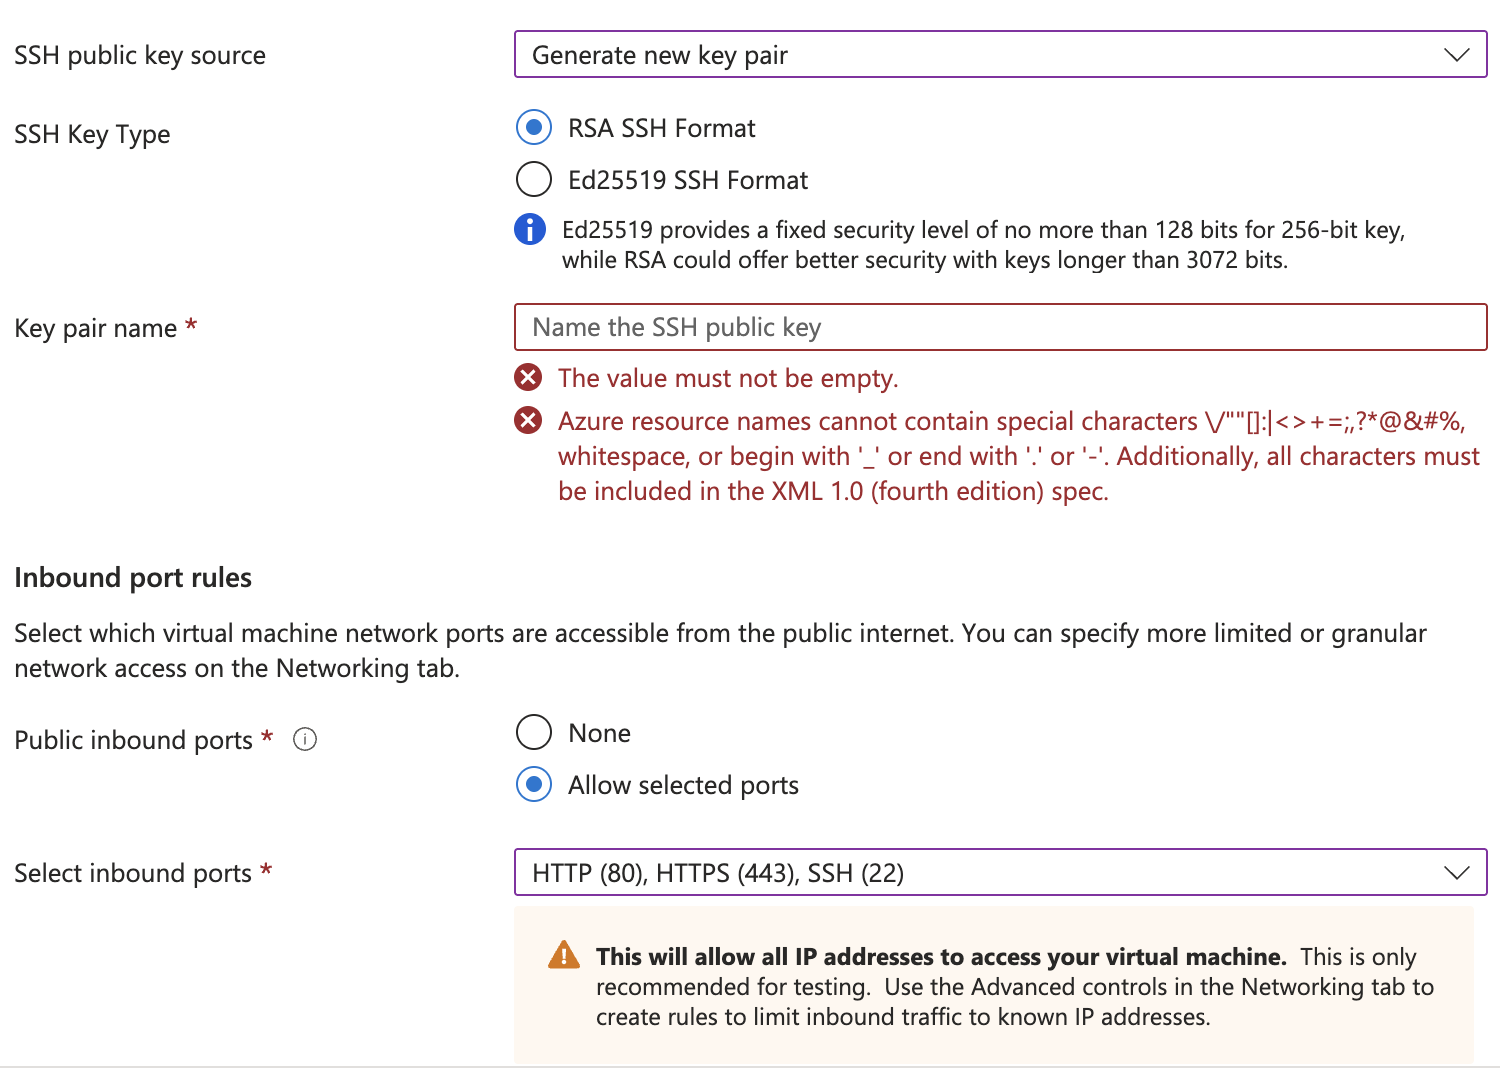 SSH public key source
Generate new key pair
SSH Key Type
RSA SSH Format
Ed25519 SSH Format
Ed25519 provides a fixed security level of no more than 128 bits for 256-bit key,
while RSA could offer better security with keys longer than 3072 bits.
Key pair name *
Name the SSH public key
The value must not be empty.
Azure resource names cannot contain special characters \/""[]:|<>+=;,?*@&#%,
whitespace, or begin with '_' or end with '.' or '-'. Additionally, all characters must
be included in the XML 1.0 (fourth edition) spec.
Inbound port rules
Select which virtual machine network ports are accessible from the public internet. You can specify more limited or granular
network access on the Networking tab.
Public inbound ports *
None
Allow selected ports
Select inbound ports *
HTTP (80), HTTPS (443), SSH (22)
This will allow all IP addresses to access your virtual machine. This is only
recommended for testing. Use the Advanced controls in the Networking tab to
create rules to limit inbound traffic to known IP addresses.